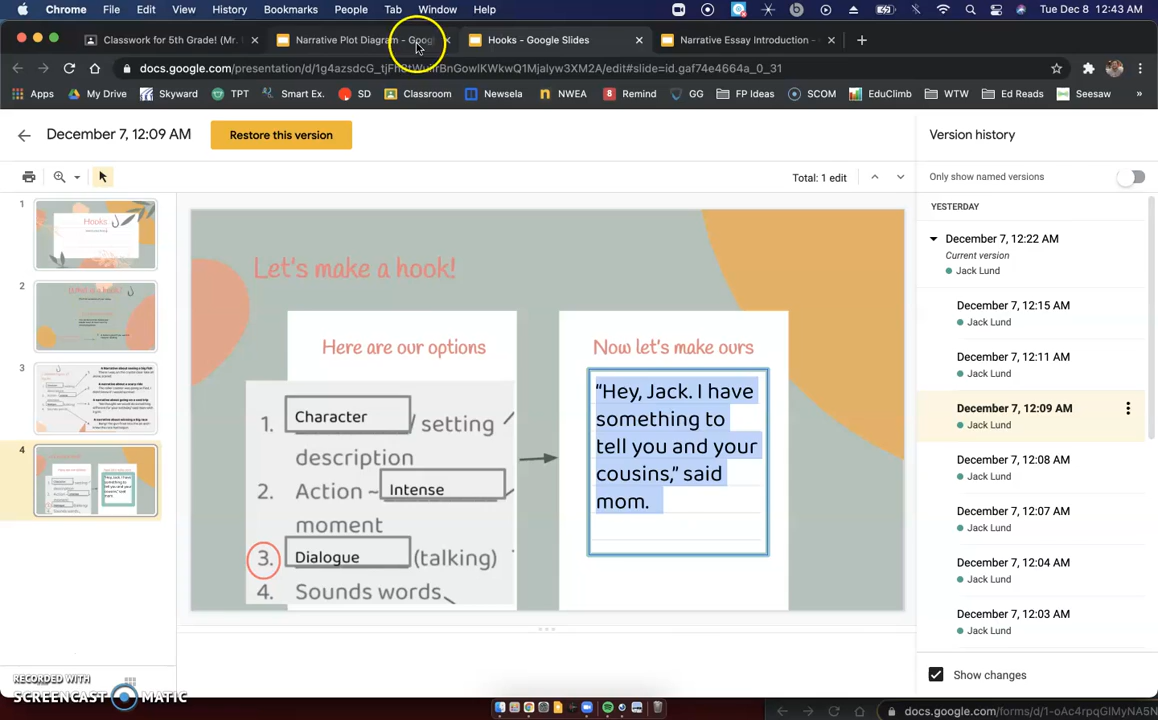 Chrome File Edit View History Bookmarks People Tab Window Help Tue Dec 8 12:43 AM
Classwork for 5th Grade! (Mr. Narrative Plot Diagram - Goog Hooks - Google Slides Narrative Essay Introduction -
Apps My Drive Skyward TPT Smart Ex. SD Classroom Newsela NWEA Remind GG FP Ideas SCOM EduClimb WTW Ed Reads Seesaw »
December 7, 12:09 AM Restore this version
Version history
Total: 1 edit
Only show named versions
YESTERDAY
December 7, 12:22 AM
Current version
Jack Lund
December 7, 12:15 AM
Jack Lund
December 7, 12:11 AM
Jack Lund
December 7, 12:09 AM
Jack Lund
December 7, 12:08 AM
Jack Lund
December 7, 12:07 AM
Jack Lund
December 7, 12:04 AM
Jack Lund
December 7, 12:03 AM
Jack Lund
Show changes
1
Hooks
2
3
4
Let's make a hook!
Here are our options
1. Character / setting
description
2. Action ~ Intense
moment
3. Dialogue (talking)
4. Sounds words
Now let's make ours
"Hey, Jack. I have
something to
tell you and your
cousins," said
mom.
RECORDED WITH
SCREENCAST MATIC